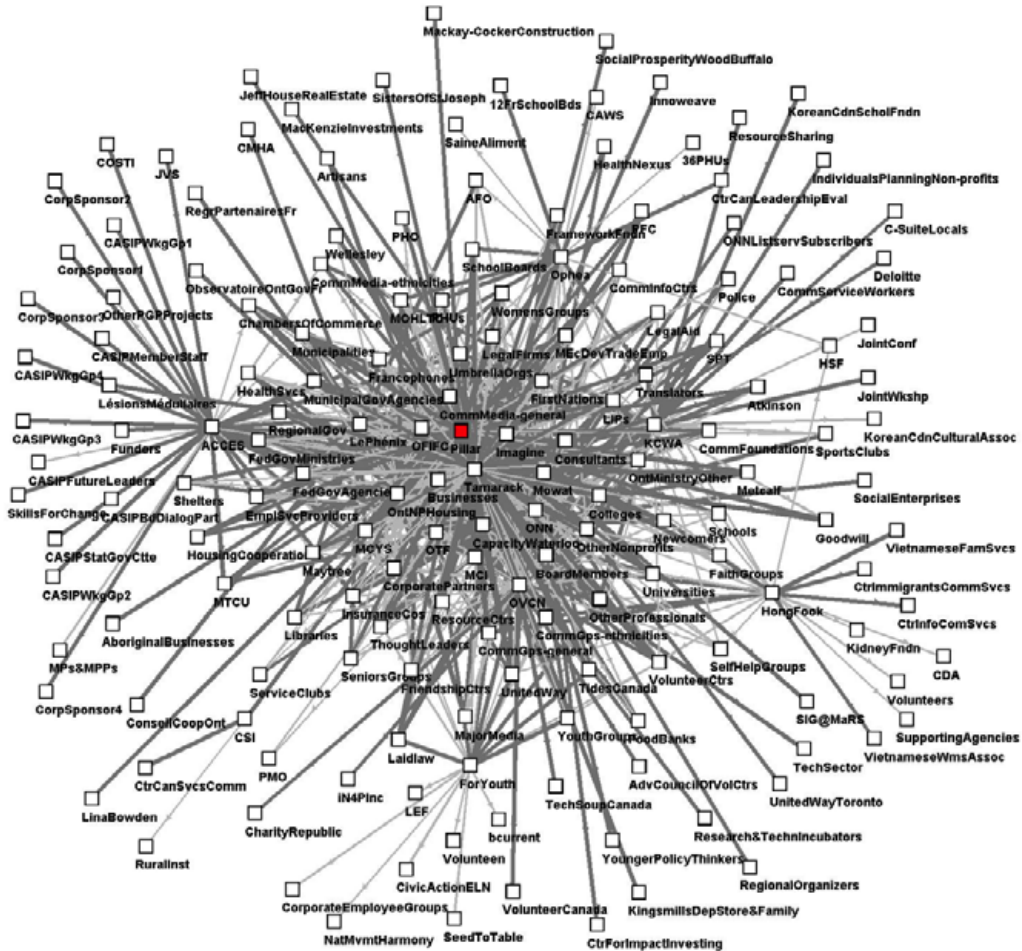 Mackay-CockerConstruction
SocialProsperityWoodBuffalo
JeffHouseRealEstate
SistersOfStJoseph
12FrSchoolBds
CAWS
Innoweave
KoreanCdnScholFndn
MacKenzieInvestments
SaineAliment
ResourceSharing
CMHA
HealthNexus
36PHUs
COSTI
JVS
Artisans
IndividualsPlanningNon-profits
CorpSponsor2
RegrPartenairesFr
AFO
CtrCanLeadershipEval
CASIPWkgGp1
PHO
FrameworkFndn
PFC
C-SuiteLocals
CorpSponsor1
Wellesley
SchoolBoards
ONNListservSubscribers
ObservatoireOntGovFr
CommMedia-ethnicities
Ophea
CommInfoCtrs
Deloitte
CorpSponsor3
OtherPGPProjects
Police
CommServiceWorkers
ChambersOfCommerce
MOHLTC
PHUs
WomensGroups
LegalAid
JointConf
CASIPMemberStaff
Municipalities
LegalFirms
MEcDevTradeEmp
SPT
HSF
CASIPWkgGp4
Francophones
UmbrellaOrgs
LésionsMédullaires
HealthSvcs
MunicipalGovAgencies
FirstNations
Translators
JointWkshp
CommMedia-general
LIPs
Atkinson
CASIPWkgGp3
Funders
ACCES
RegionalGov
LePhénix
OFIFC
Pillar
Imagine
KCWA
KoreanCdnCulturalAssoc
FedGovMinistries
Consultants
CommFoundations
SportsClubs
CASIPFutureLeaders
OntMinistryOther
Shelters
FedGovAgencie
Tamarack
Mowat
Metcalf
SocialEnterprises
SkillsForChange
CASIPBdDialogPart
EmplSvcProviders
Businesses
OntNPHousing
Colleges
CASIPStatGovCtte
ONN
Newcomers
Schools
Goodwill
HousingCooperatio
MCYS
OTF
CapacityWaterloo
OtherNonprofits
VietnameseFamSvcs
Maytree
MCI
BoardMembers
FaithGroups
CASIPWkgGp2
MTCU
CorporatePartners
OVCN
Universities
HongFook
CtrImmigrantsCommSvcs
InsuranceCos
ResourceCtrs
OtherProfessionals
CtrInfoComSvcs
AboriginalBusinesses
Libraries
ThoughtLeaders
CommGps-ethnicities
KidneyFndn
CommGps-general
MPs&MPPs
SeniorsGroups
SelfHelpGroups
CDA
ServiceClubs
FriendshipCtrs
UnitedWay
TidesCanada
VolunteerCtrs
Volunteers
CorpSponsor4
ConseilCoopOnt
SIG@MaRS
SupportingAgencies
CSI
MajorMedia
YouthGroups
FoodBanks
VietnameseWmsAssoc
PMO
Laidlaw
TechSector
CtrCanSvcsComm
iN4PInc
ForYouth
TechSoupCanada
AdvCouncilOfVolCtrs
UnitedWayToronto
LinaBowden
LEF
CharityRepublic
bcurrent
Research&TechnIncubators
RuralInst
Volunteen
YoungerPolicyThinkers
CivicActionELN
RegionalOrganizers
CorporateEmployeeGroups
VolunteerCanada
KingsmillsDepStore&Family
NatMvmtHarmony
SeedToTable
CtrForImpactInvesting